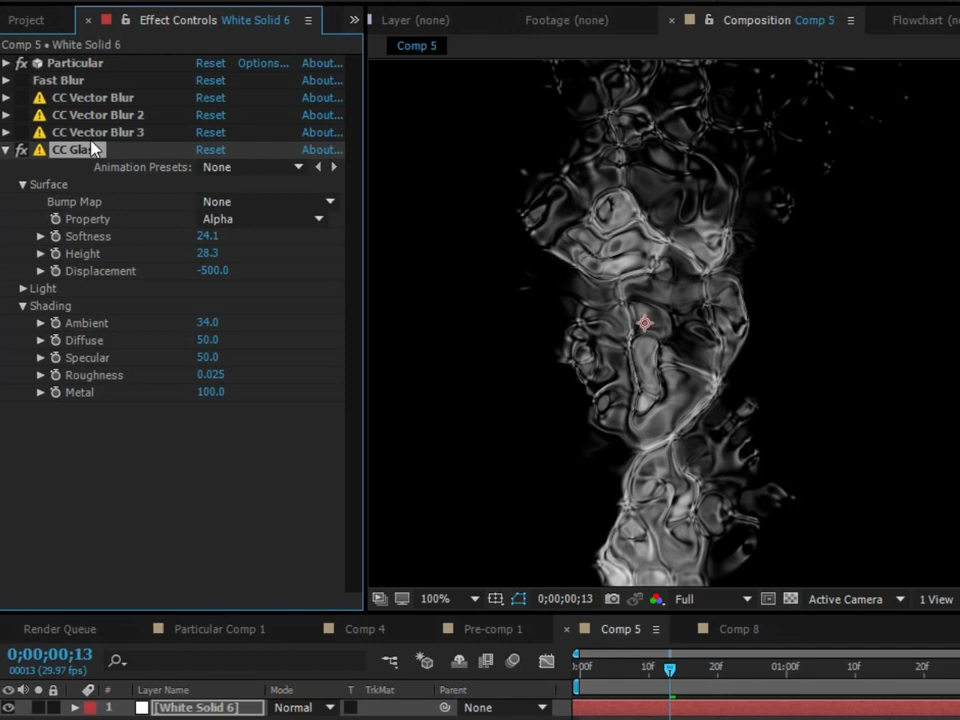 Project
Effect Controls White Solid 6
Layer (none)
Footage (none)
Composition Comp 5
Flowchart (
Comp 5 • White Solid 6
Comp 5
fx Particular Reset Options... About...
Fast Blur Reset About...
CC Vector Blur Reset About...
CC Vector Blur 2 Reset About...
CC Vector Blur 3 Reset About...
fx CC Gla Reset About...
Animation Presets: None
Surface
Bump Map None
Property Alpha
Softness 24.1
Height 28.3
Displacement -500.0
Light
Shading
Ambient 34.0
Diffuse 50.0
Specular 50.0
Roughness 0.025
Metal 100.0
100% 0;00;00;13 Full Active Camera 1 View
Render Queue Particular Comp 1 Comp 4 Pre-comp 1 Comp 5 Comp 8
0;00;00;13
00013 (29.97 fps)
:00f 10f 20f 01:00f 10f 20f
# Layer Name Mode T TrkMat Parent
1 [White Solid 6] Normal None